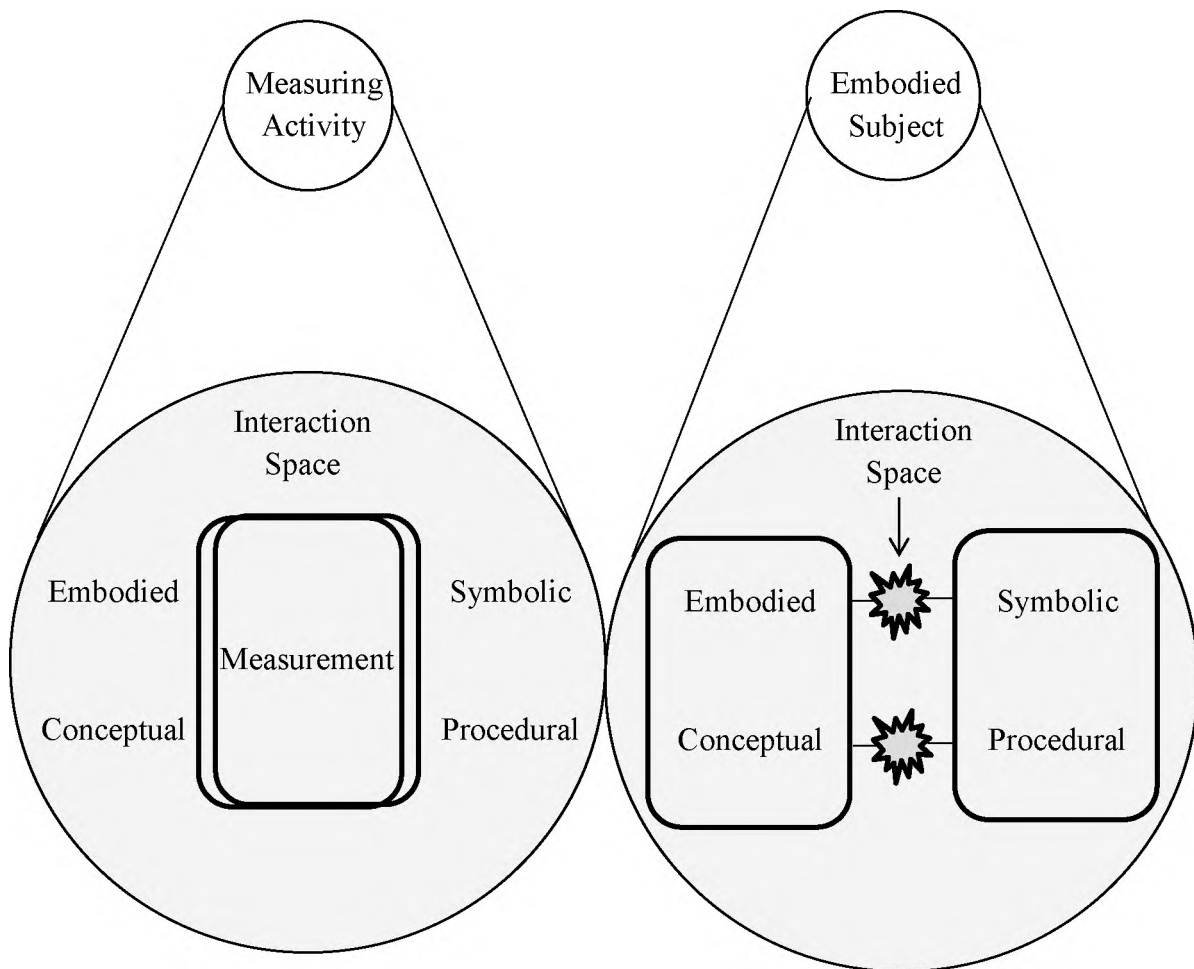 Measuring
Activity
Embodied
Subject
Interaction
Space
Embodied
Symbolic
Measurement
Conceptual
Procedural
Interaction
Space
Embodied
Symbolic
Conceptual
Procedural